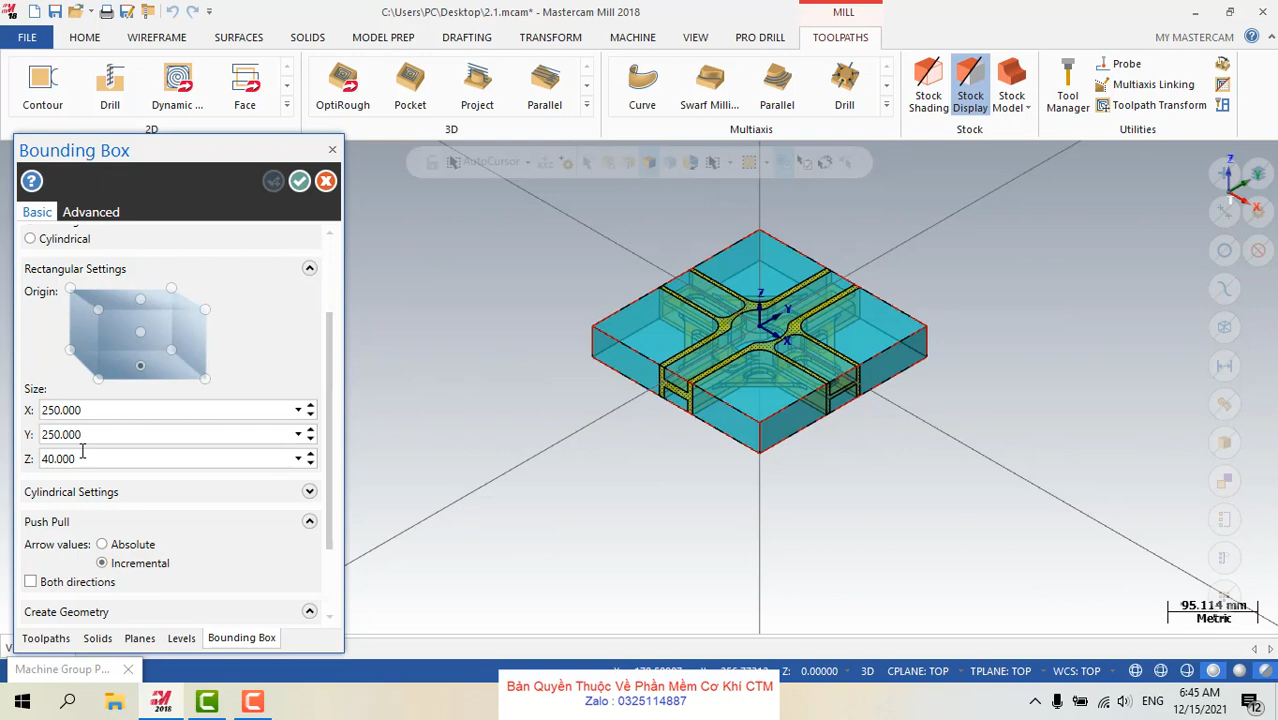 C:\Users\PC\Desktop\2.1.mcam* - Mastercam Mill 2018
MILL
FILE
HOME
WIREFRAME
SURFACES
SOLIDS
MODEL PREP
DRAFTING
TRANSFORM
MACHINE
VIEW
PRO DRILL
TOOLPATHS
MY MASTERCAM
Contour
Drill
Dynamic ...
Face
OptiRough
Pocket
Project
Parallel
Curve
Swarf Milli...
Parallel
Drill
Stock Shading
Stock Display
Stock Model
Tool Manager
Probe
Multiaxis Linking
Toolpath Transform
2D
3D
Multiaxis
Stock
Utilities
Bounding Box
Basic
Advanced
Cylindrical
Rectangular Settings
Origin:
Size:
X: 250.000
Y: 250.000
Z: 40.000
Cylindrical Settings
Push Pull
Arrow values:
Absolute
Incremental
Both directions
Create Geometry
Toolpaths
Solids
Planes
Levels
Bounding Box
Machine Group P...
AutoCursor
Z
Y
X
Z
X
95.114 mm
Metric
Z: 0.00000
3D
CPLANE: TOP
TPLANE: TOP
WCS: TOP
Bản Quyền Thuộc Về Phần Mềm Cơ Khí CTM
Zalo : 0325114887
ENG
6:45 AM
12/15/2021
12